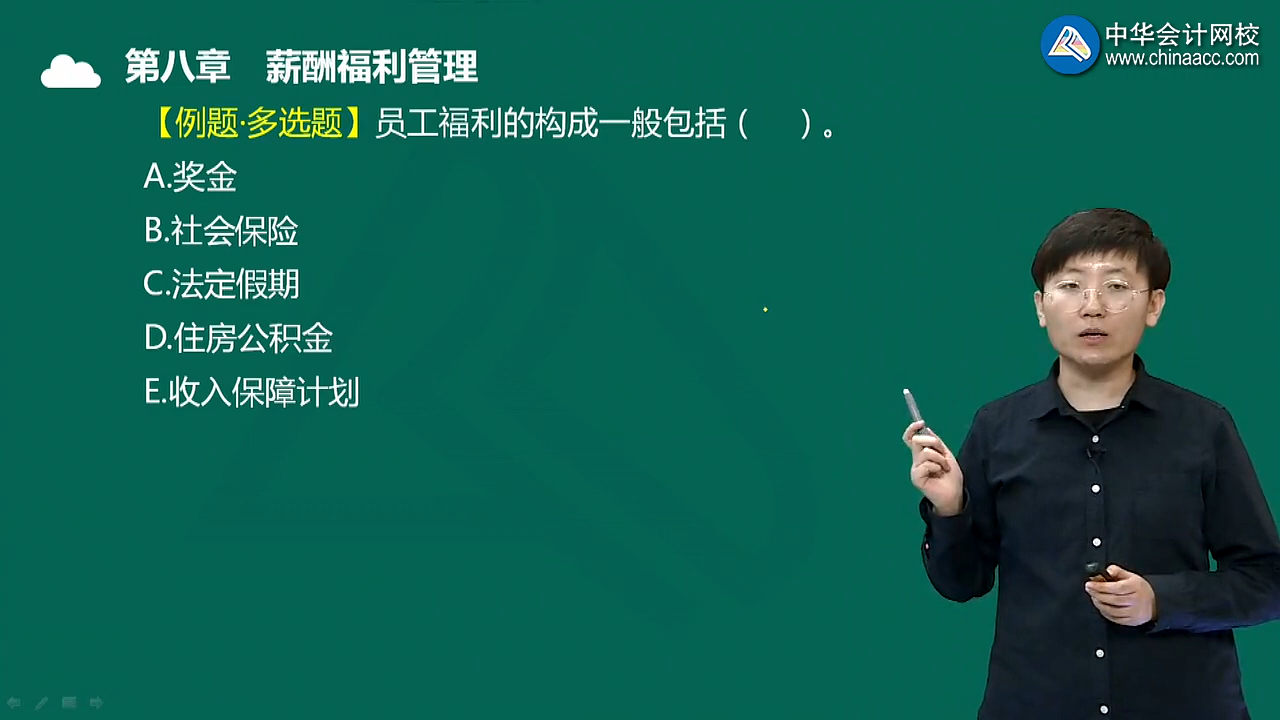 中华会计网校
www.chinaacc.com
第八章　薪酬福利管理
【例题·多选题】员工福利的构成一般包括（　）。
A.奖金
B.社会保险
C.法定假期
D.住房公积金
E.收入保障计划